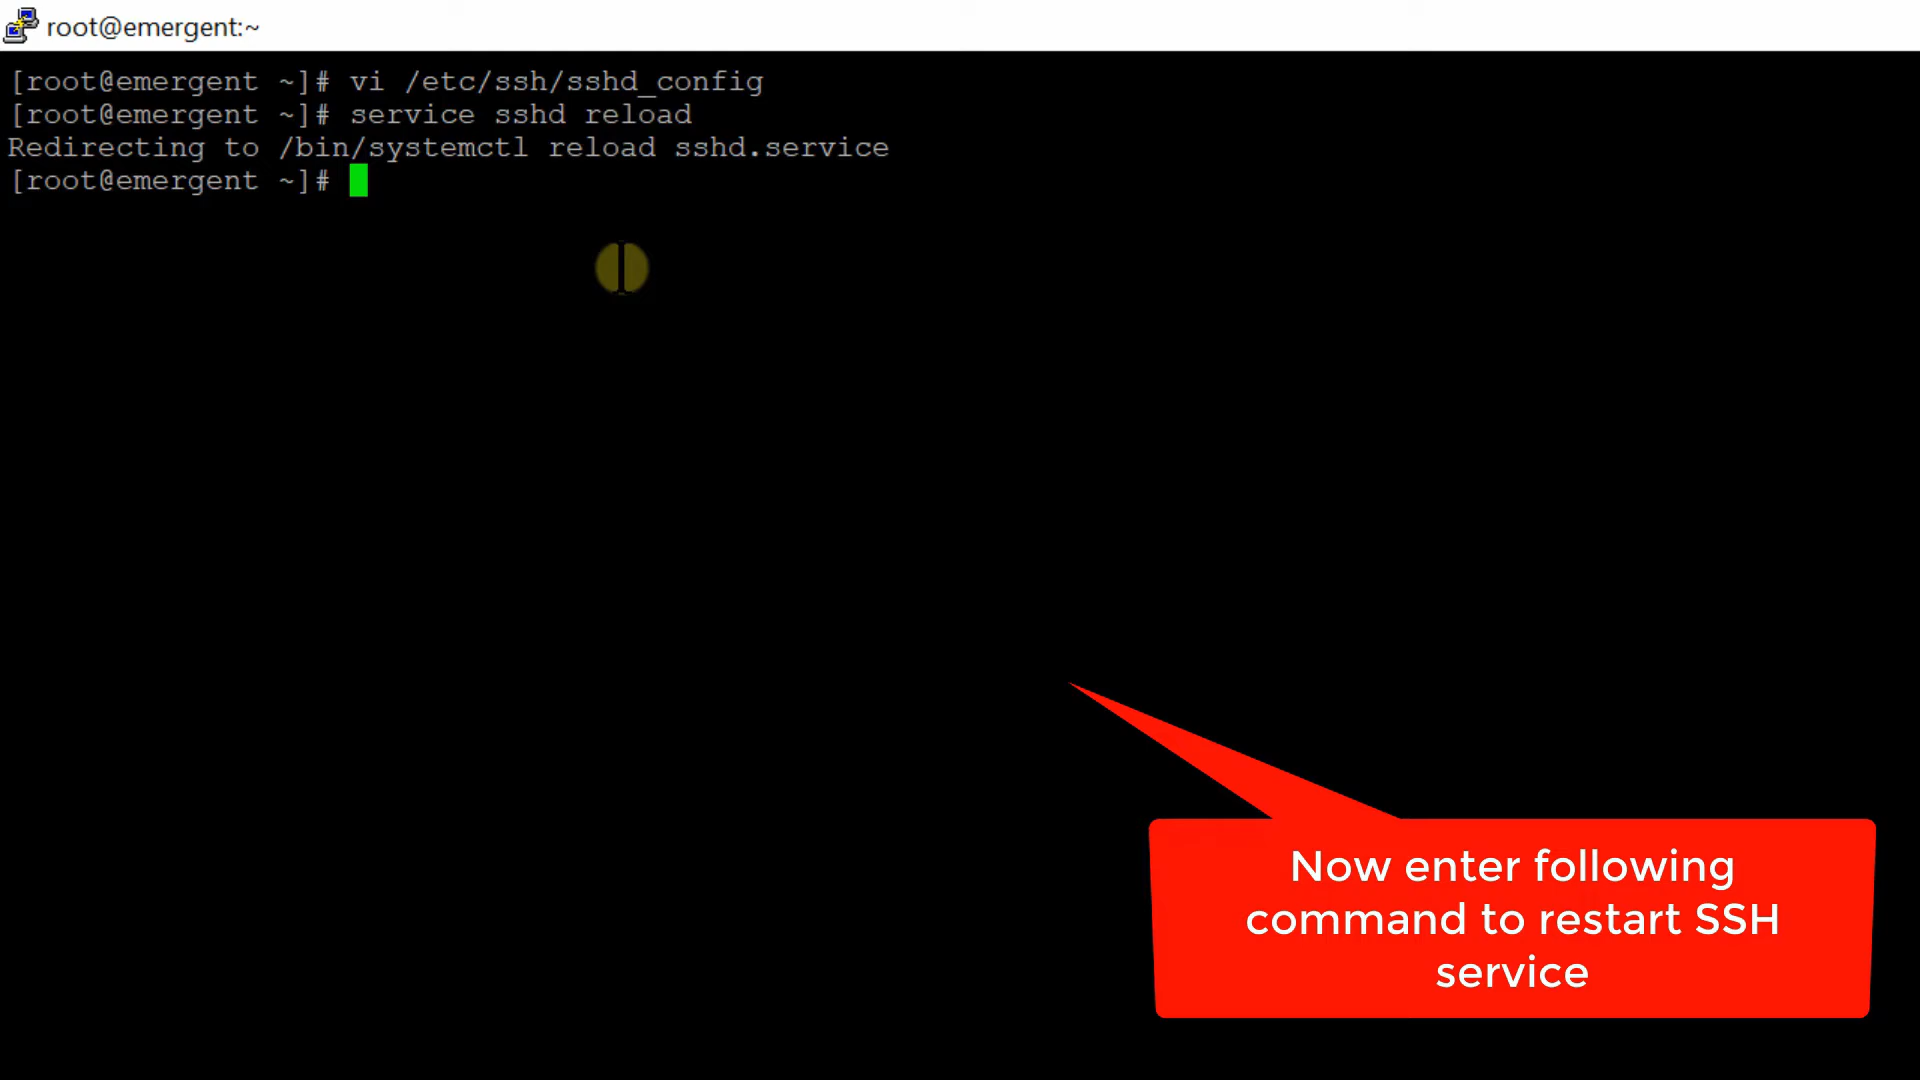 root@emergent:~
[root@emergent ~]# vi /etc/ssh/sshd_config
[root@emergent ~]# service sshd reload
Redirecting to /bin/systemctl reload sshd.service
[root@emergent ~]#
Now enter following
command to restart SSH
service